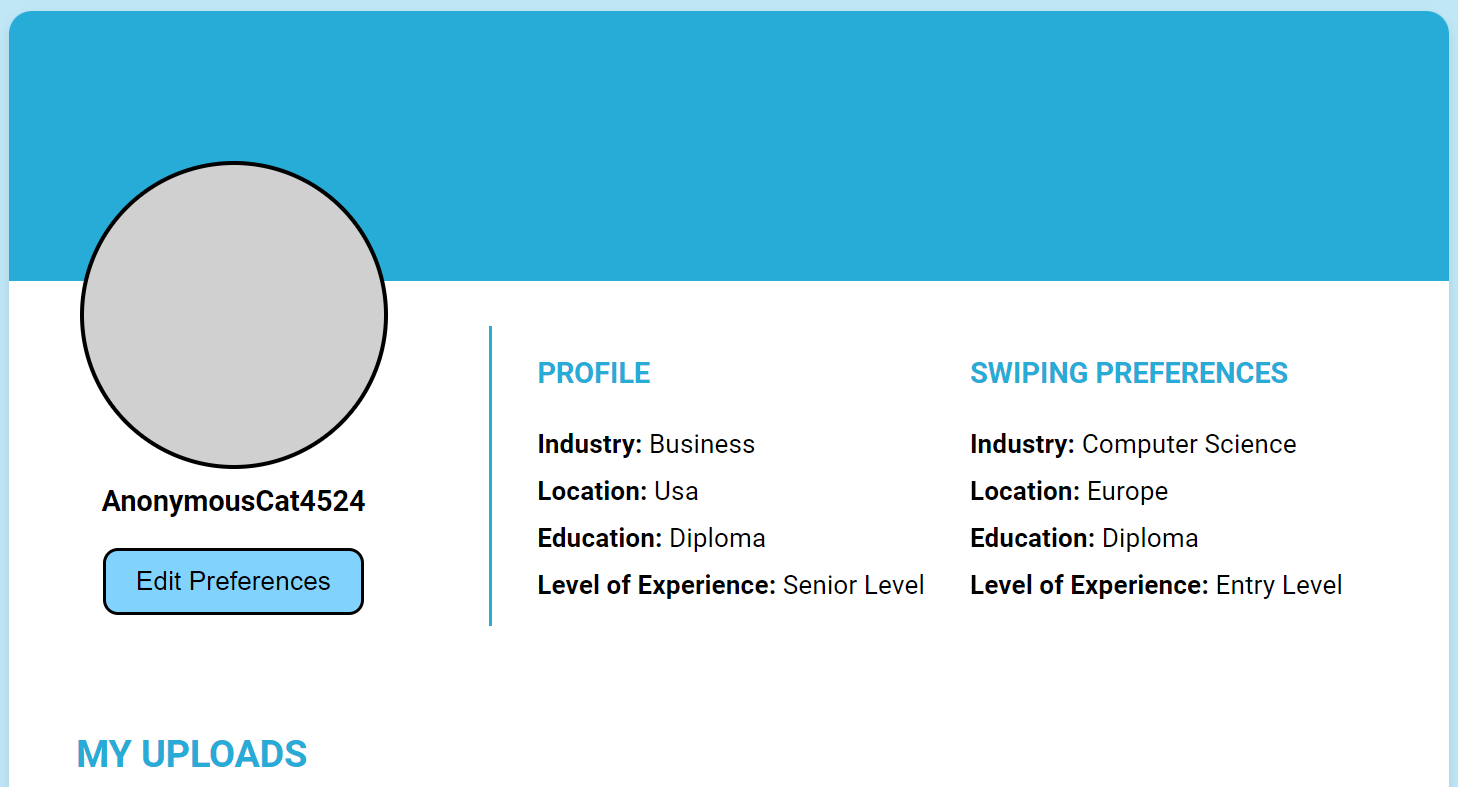 AnonymousCat4524
Edit Preferences
PROFILE
Industry: Business
Location: Usa
Education: Diploma
Level of Experience: Senior Level
SWIPING PREFERENCES
Industry: Computer Science
Location: Europe
Education: Diploma
Level of Experience: Entry Level
MY UPLOADS